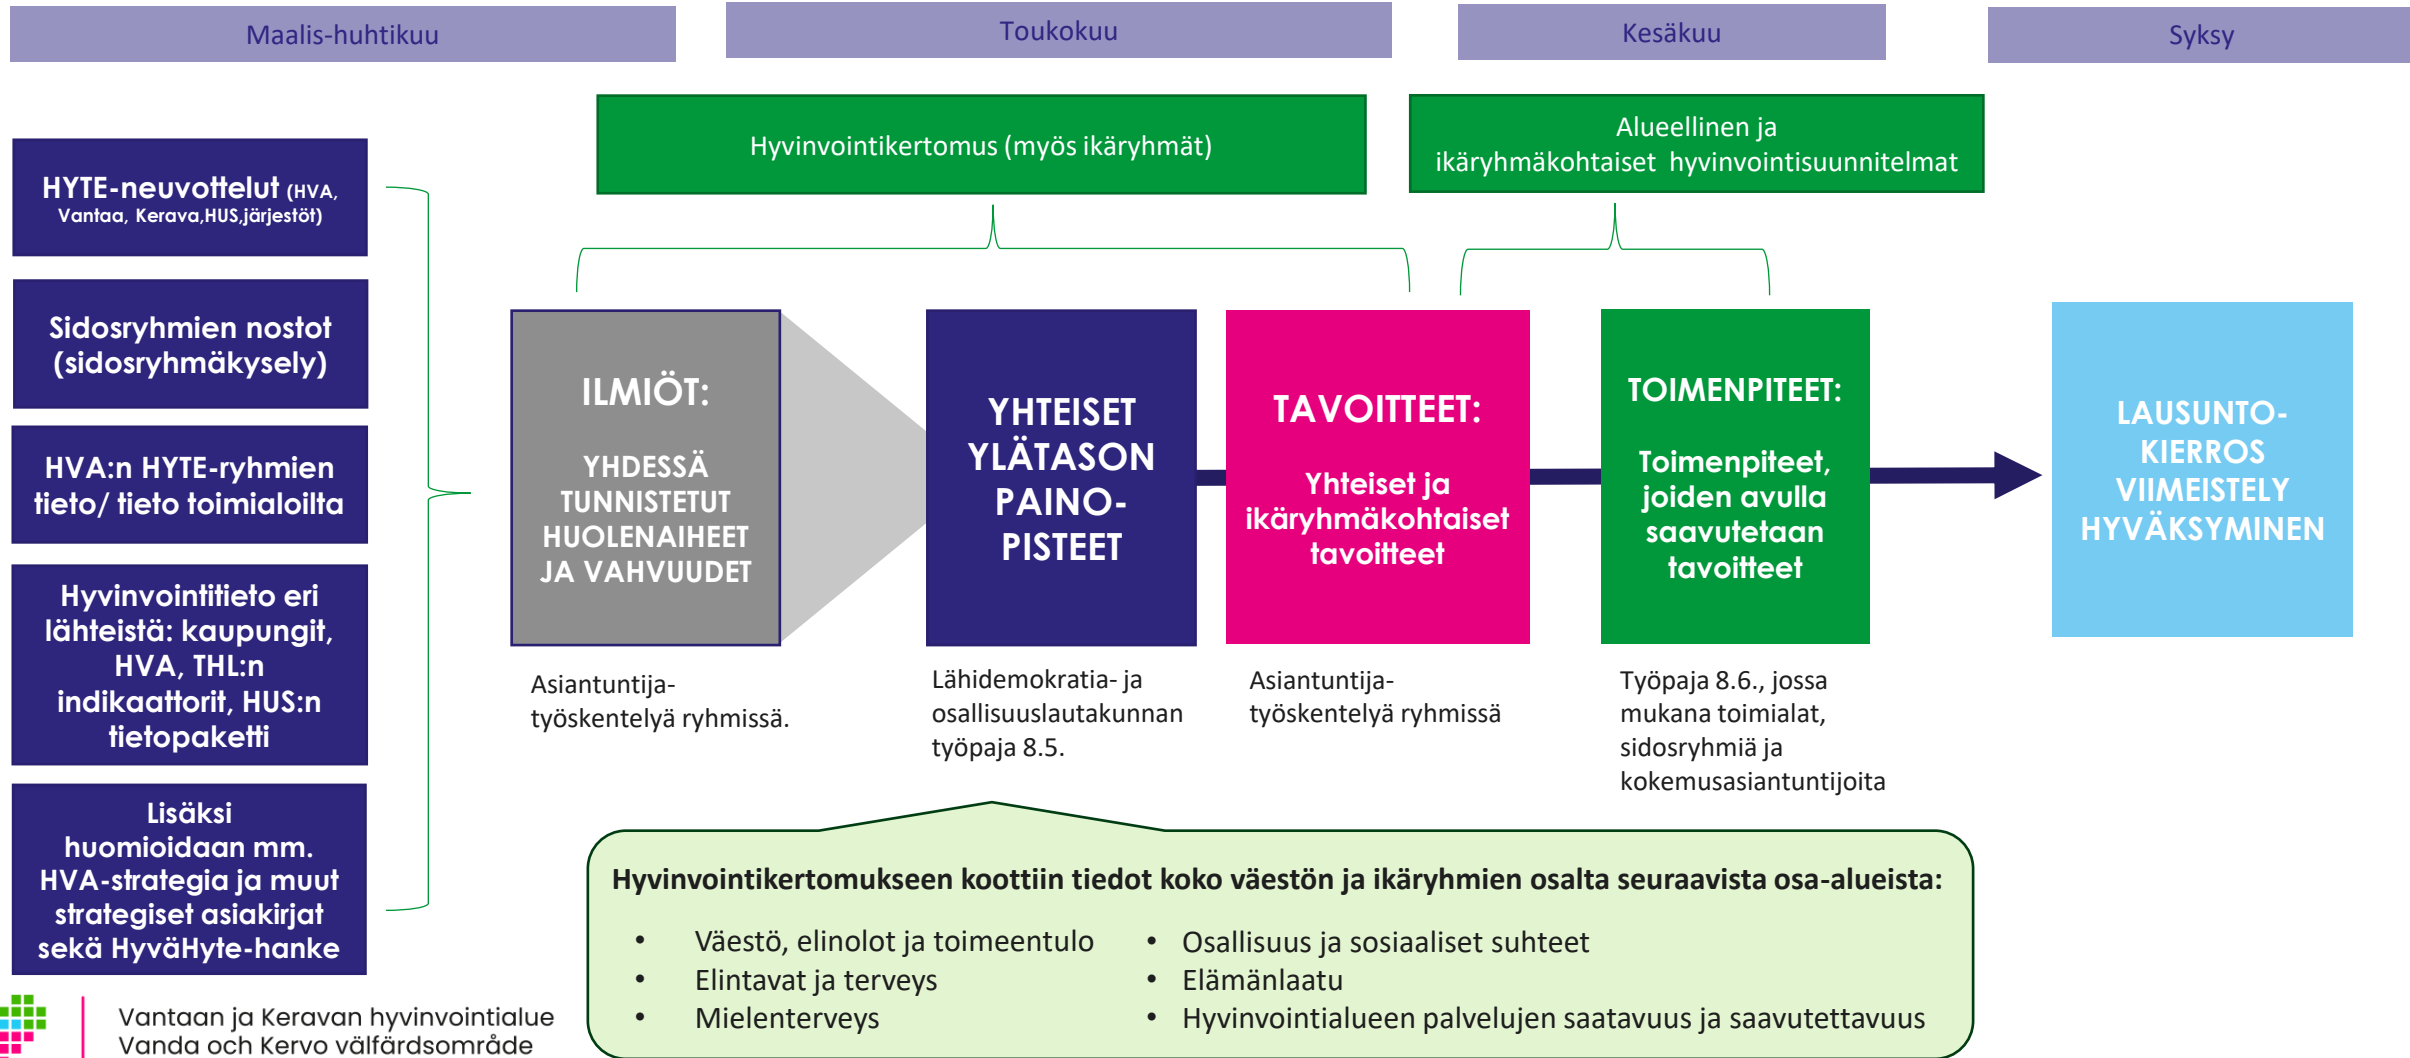 Maalis-huhtikuu
Toukokuu
Kesäkuu
Syksy
Hyvinvointikertomus (myös ikäryhmät)
Alueellinen ja
ikäryhmäkohtaiset hyvinvointisuunnitelmat
HYTE-neuvottelut (HVA,
Vantaa, Kerava,HUS,järjestöt)
Sidosryhmien nostot
(sidosryhmäkysely)
HVA:n HYTE-ryhmien
tieto/ tieto toimialoilta
Hyvinvointitieto eri
lähteistä: kaupungit,
HVA, THL:n
indikaattorit, HUS:n
tietopaketti
Lisäksi
huomioidaan mm.
HVA-strategia ja muut
strategiset asiakirjat
sekä HyväHyte-hanke
ILMIÖT:
YHDESSÄ
TUNNISTETUT
HUOLENAIHEET
JA VAHVUUDET
Asiantuntija-
työskentelyä ryhmissä.
YHTEISET
YLÄTASON
PAINO-
PISTEET
Lähidemokratia- ja
osallisuuslautakunnan
työpaja 8.5.
TAVOITTEET:
Yhteiset ja
ikäryhmäkohtaiset
tavoitteet
Asiantuntija-
työskentelyä ryhmissä
TOIMENPITEET:
Toimenpiteet,
joiden avulla
saavutetaan
tavoitteet
Työpaja 8.6., jossa
mukana toimialat,
sidosryhmiä ja
kokemusasiantuntijoita
LAUSUNTO-
KIERROS
VIIMEISTELY
HYVÄKSYMINEN
Hyvinvointikertomukseen koottiin tiedot koko väestön ja ikäryhmien osalta seuraavista osa-alueista:
• Väestö, elinolot ja toimeentulo
• Elintavat ja terveys
• Mielenterveys
• Osallisuus ja sosiaaliset suhteet
• Elämänlaatu
• Hyvinvointialueen palvelujen saatavuus ja saavutettavuus
Vantaan ja Keravan hyvinvointialue
Vanda och Kervo välfärdsområde